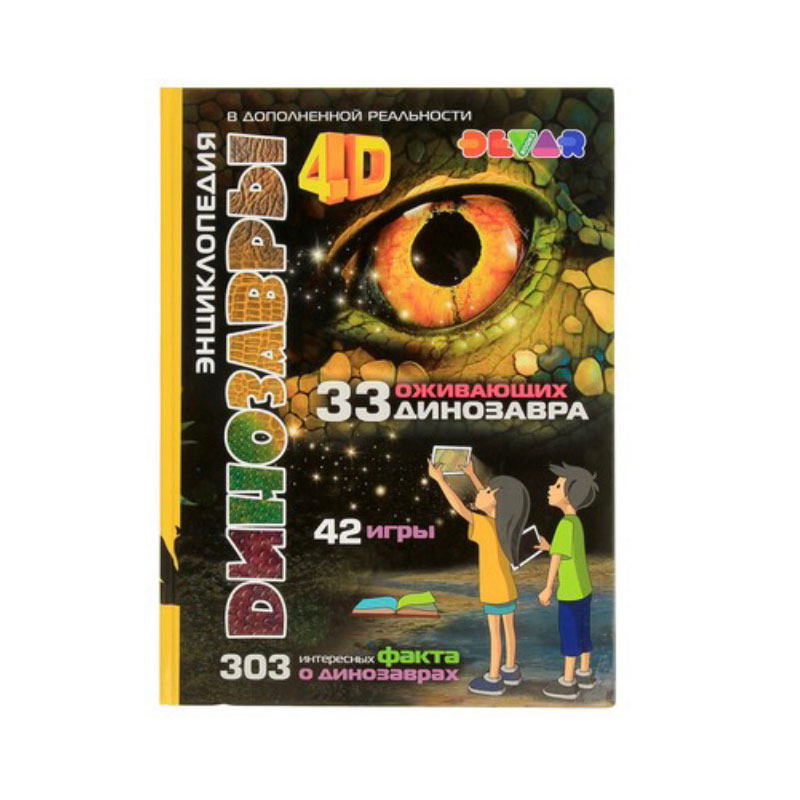 В ДОПОЛНЕННОЙ РЕАЛЬНОСТИ
ЭНЦИКЛОПЕДИЯ
ДИНОЗАВРЫ
4D
DEVAR
33 ОЖИВАЮЩИХ
ДИНОЗАВРА
42 ИГРЫ
303 интересных факта
о динозаврах